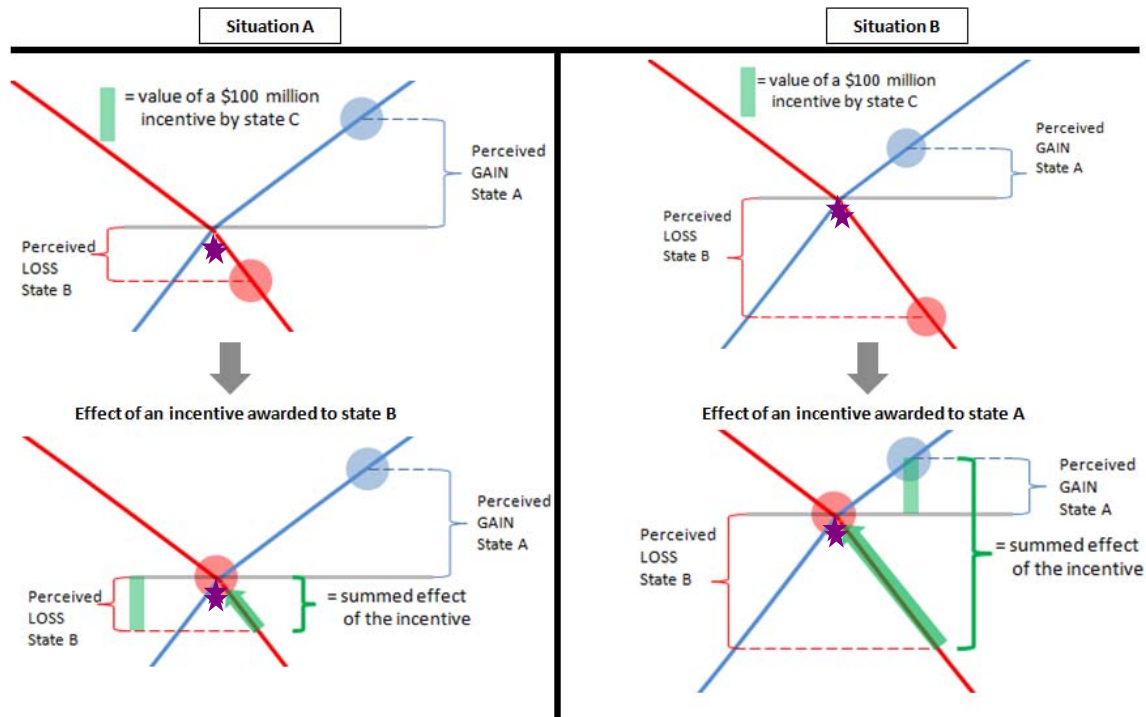 Situation A
= value of a $100 million
incentive by state C
Perceived
GAIN
State A
Perceived
LOSS
State B
Effect of an incentive awarded to state B
Perceived
GAIN
State A
Perceived
LOSS
State B
= summed effect
of the incentive
Situation B
= value of a $100 million
incentive by state C
Perceived
GAIN
State A
Perceived
LOSS
State B
Effect of an incentive awarded to state A
Perceived
GAIN
State A
Perceived
LOSS
State B
= summed effect
of the incentive